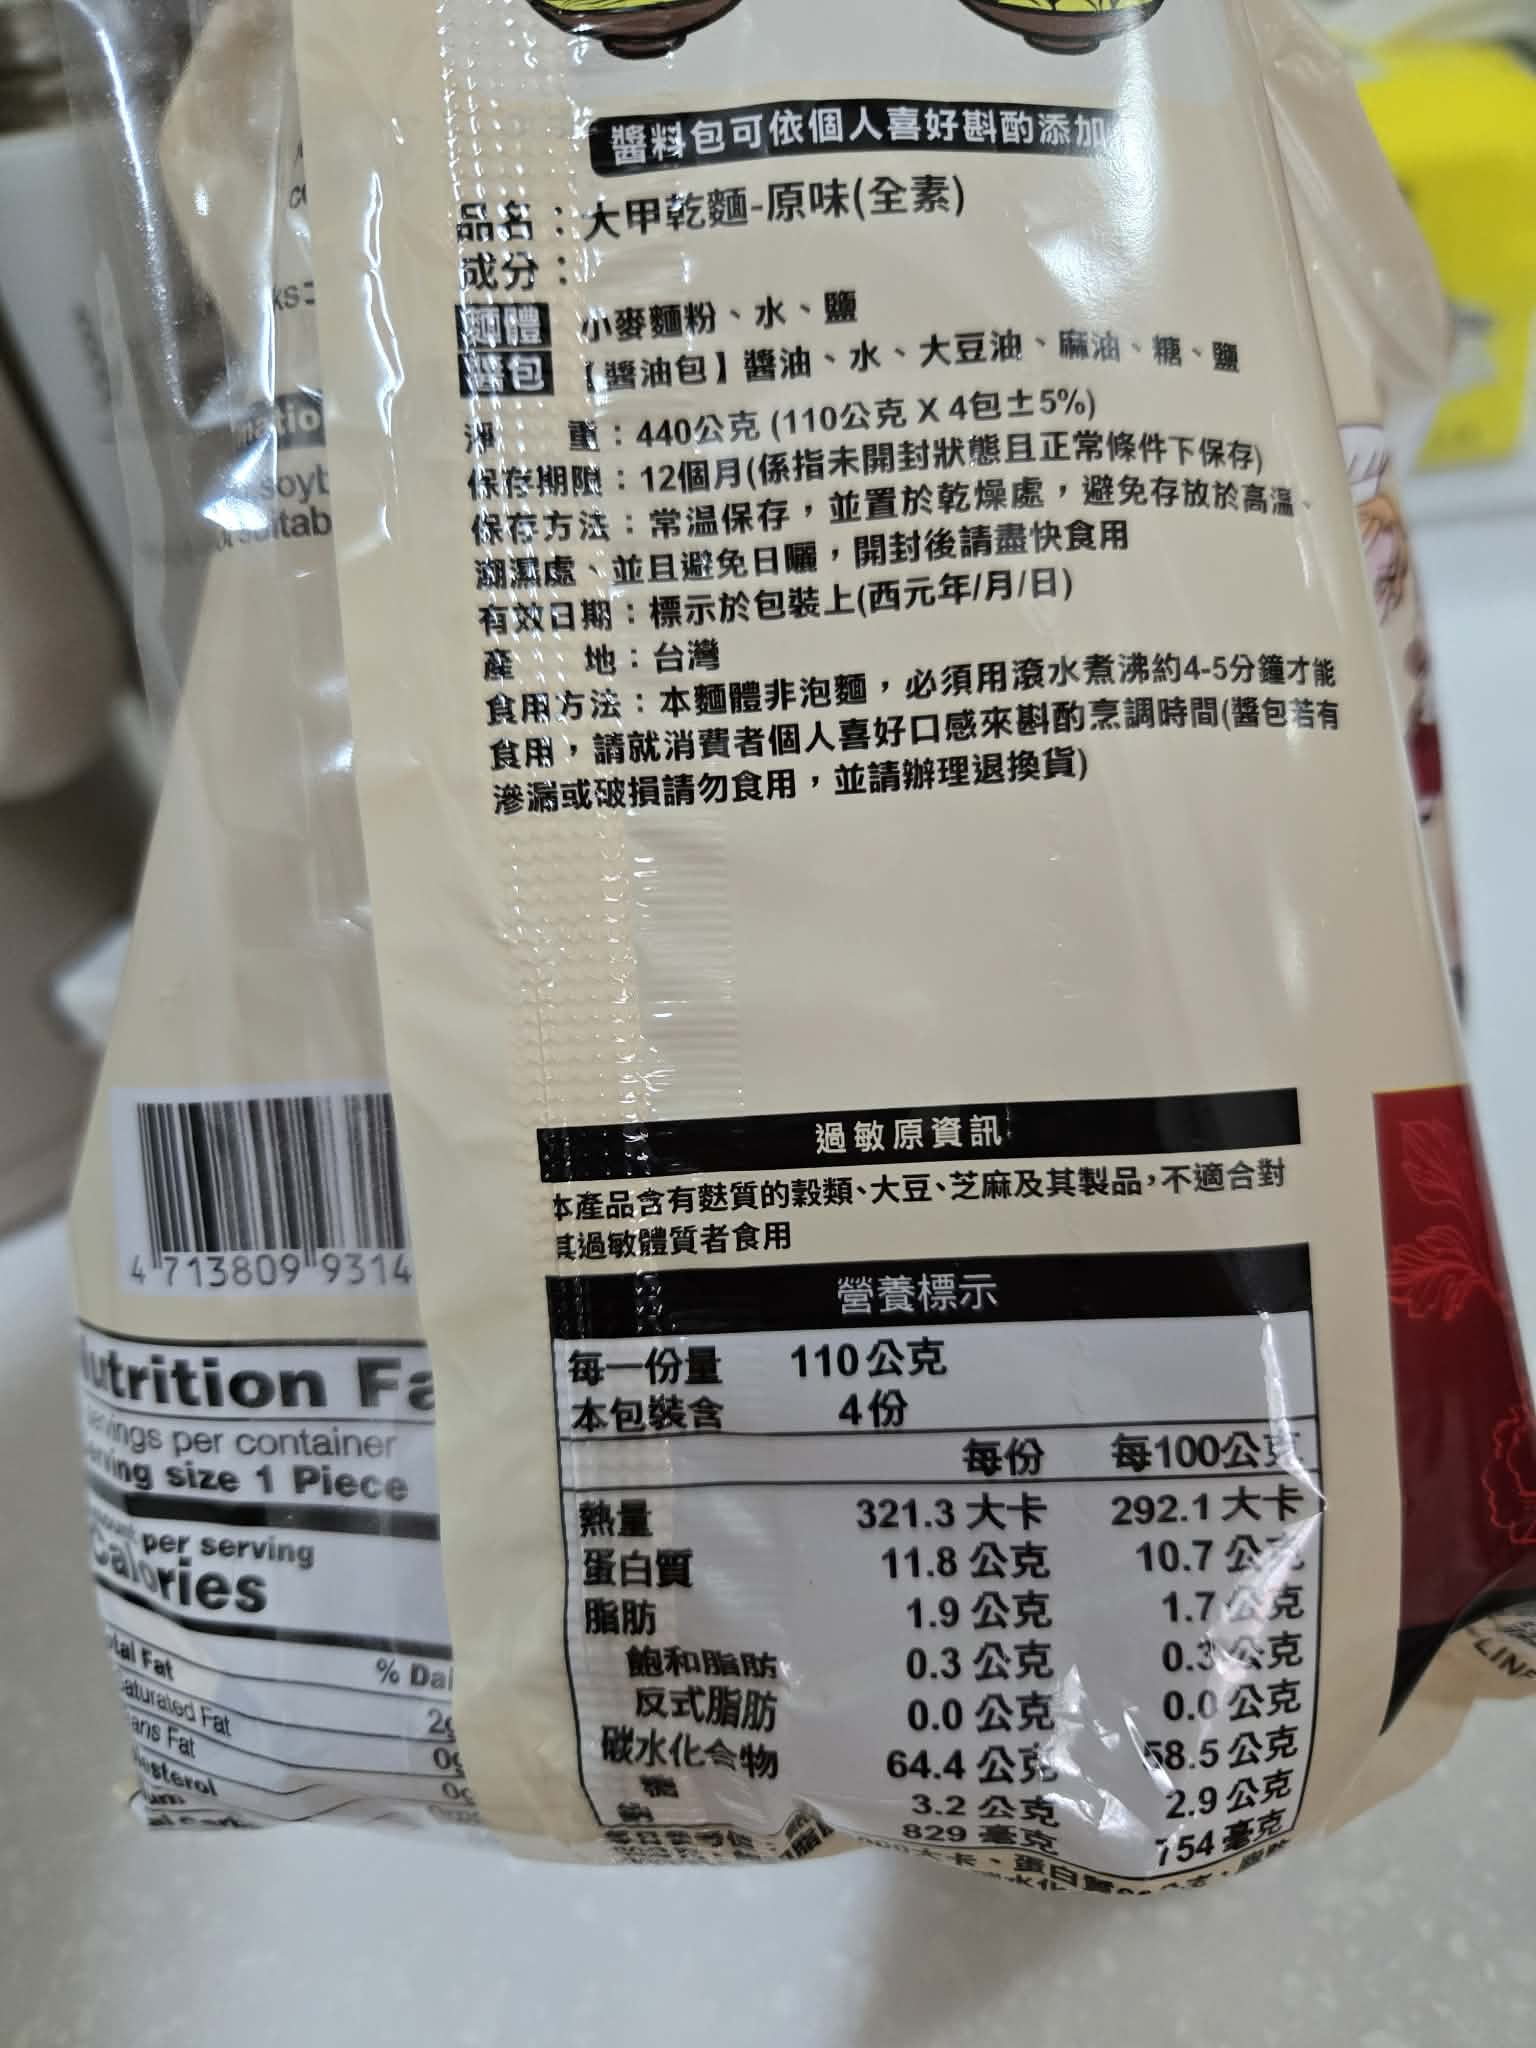 醬料包可依個人喜好斟酌添加
品名：大甲乾麵-原味(全素)
成分：
麵體 小麥麵粉、水、鹽
醬包 【醬油包】醬油、水、大豆油、麻油、糖、鹽
淨 重：440公克 (110公克 X 4包±5%)
保存期限：12個月(係指未開封狀態且正常條件下保存)
保存方法：常溫保存，並置於乾燥處，避免存放於高溫、
潮濕處、並且避免日曬，開封後請盡快食用
有效日期：標示於包裝上(西元年/月/日)
產 地：台灣
食用方法：本麵體非泡麵，必須用滾水煮沸約4-5分鐘才能
食用，請就消費者個人喜好口感來斟酌烹調時間(醬包若有
滲漏或破損請勿食用，並請辦理退換貨)
過敏原資訊
本產品含有麩質的穀類、大豆、芝麻及其製品，不適合對
其過敏體質者食用
營養標示
每一份量 110公克
本包裝含 4份
每份 每100公克
熱量 321.3 大卡 292.1 大卡
蛋白質 11.8 公克 10.7 公克
脂肪 1.9 公克 1.7 公克
飽和脂肪 0.3 公克 0.3 公克
反式脂肪 0.0 公克 0.0 公克
碳水化合物 64.4 公克 58.5 公克
糖 3.2 公克 2.9 公克
鈉 829 毫克 754 毫克
4 713809 9314
Nutrition Fa
servings per container
serving size 1 Piece
per serving
Calories
% Dai
Total Fat 2g
Saturated Fat 0g
Trans Fat 0g